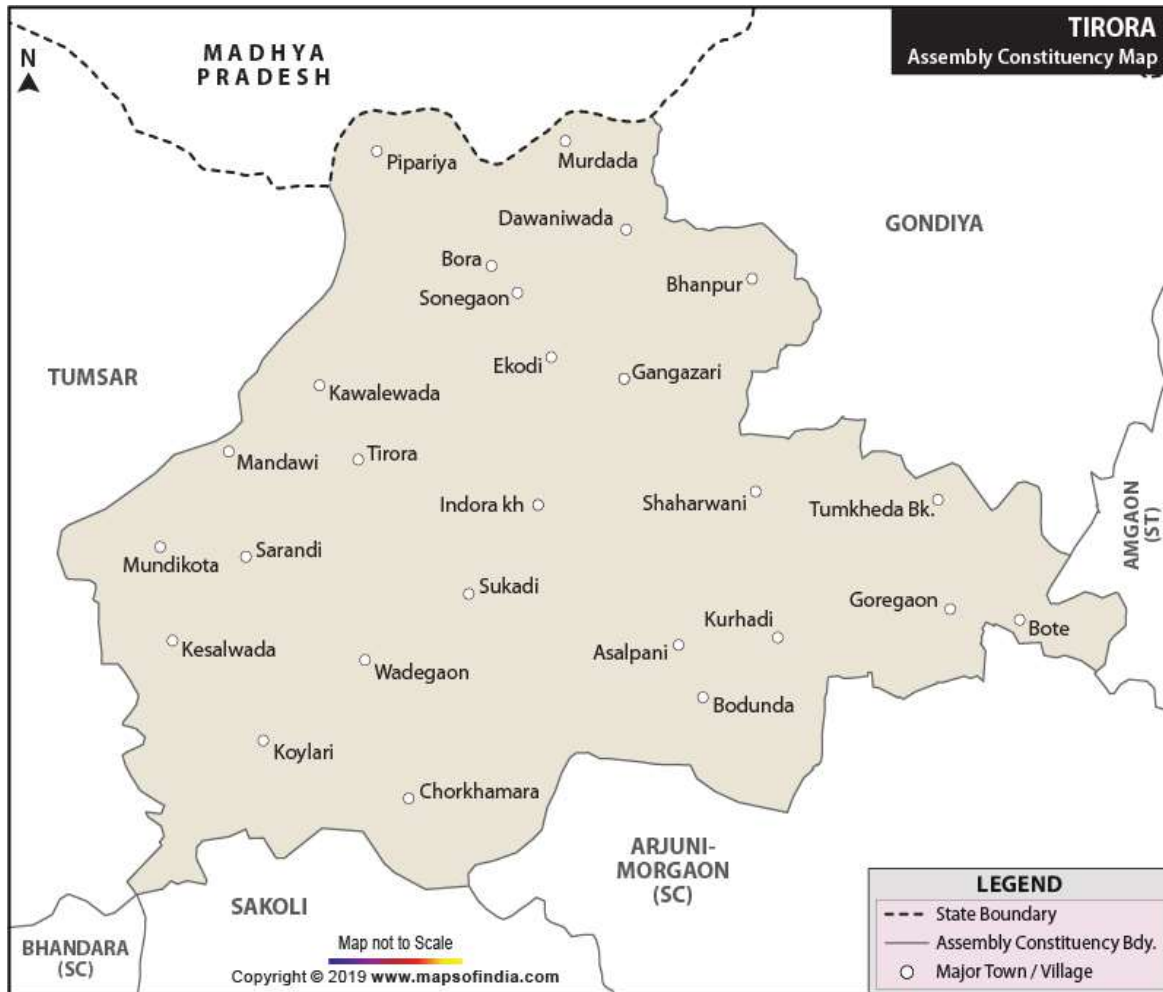 TIRORA
Assembly Constituency Map
N
MADHYA
PRADESH
Pipariya
Murdada
Dawaniwada
GONDIYA
Bora
Bhanpur
Sonegaon
Ekodi
Gangazari
TUMSAR
Kawalewada
Mandawi
Tirora
Indora kh
Shaharwani
Tumkheda Bk.
AMGAON
(ST)
Mundikota
Sarandi
Sukadi
Goregaon
Kurhadi
Bote
Kesalwada
Wadegaon
Asalpani
Bodunda
Koylari
Chorkhamara
ARJUNI-
MORGAON
(SC)
SAKOLI
BHANDARA
(SC)
Map not to Scale
Copyright © 2019 www.mapsofindia.com
LEGEND
State Boundary
Assembly Constituency Bdy.
Major Town / Village